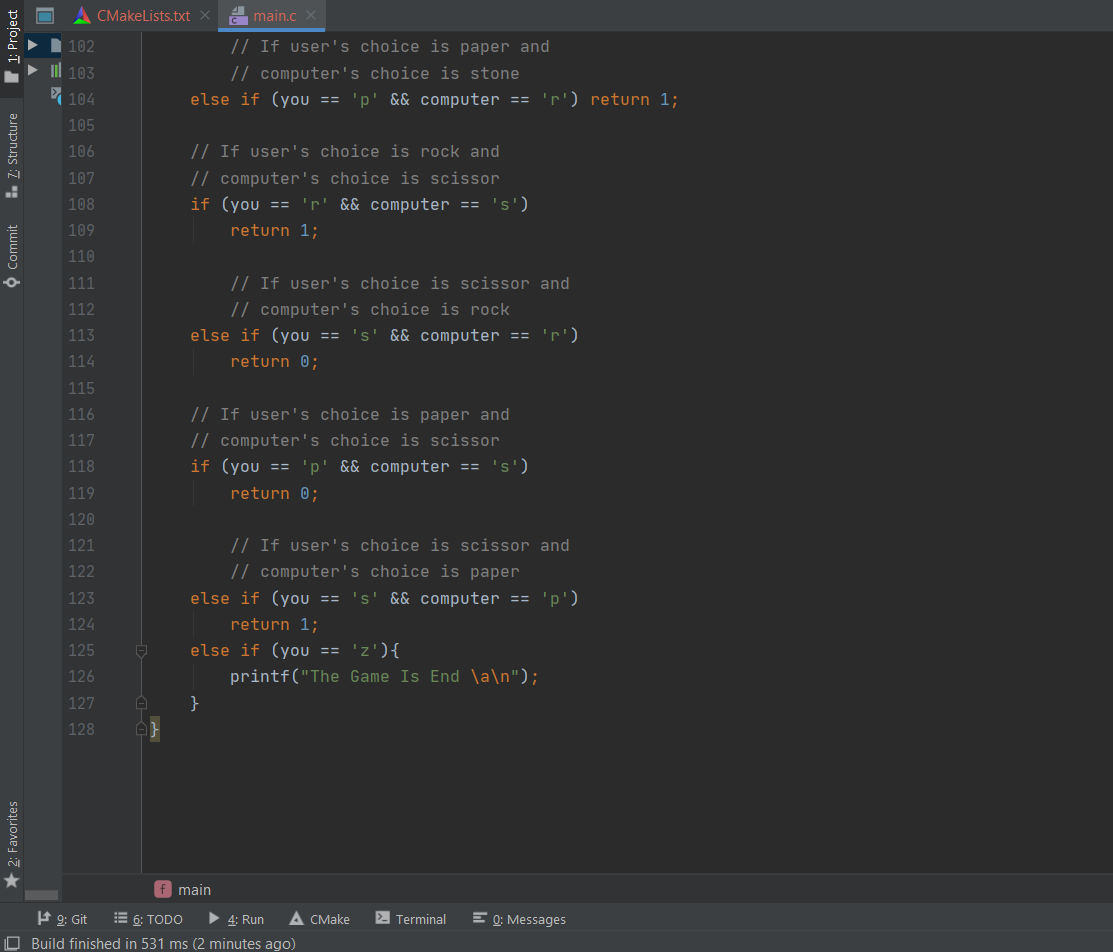 CMakeLists.txt main.c
1: Project
7: Structure
Commit
2: Favorites
102 // If user's choice is paper and
103 // computer's choice is stone
104 else if (you == 'p' && computer == 'r') return 1;
105
106 // If user's choice is rock and
107 // computer's choice is scissor
108 if (you == 'r' && computer == 's')
109 return 1;
110
111 // If user's choice is scissor and
112 // computer's choice is rock
113 else if (you == 's' && computer == 'r')
114 return 0;
115
116 // If user's choice is paper and
117 // computer's choice is scissor
118 if (you == 'p' && computer == 's')
119 return 0;
120
121 // If user's choice is scissor and
122 // computer's choice is paper
123 else if (you == 's' && computer == 'p')
124 return 1;
125 else if (you == 'z'){
126 printf("The Game Is End \a\n");
127 }
128 }
f main
9: Git 6: TODO 4: Run CMake Terminal 0: Messages
Build finished in 531 ms (2 minutes ago)